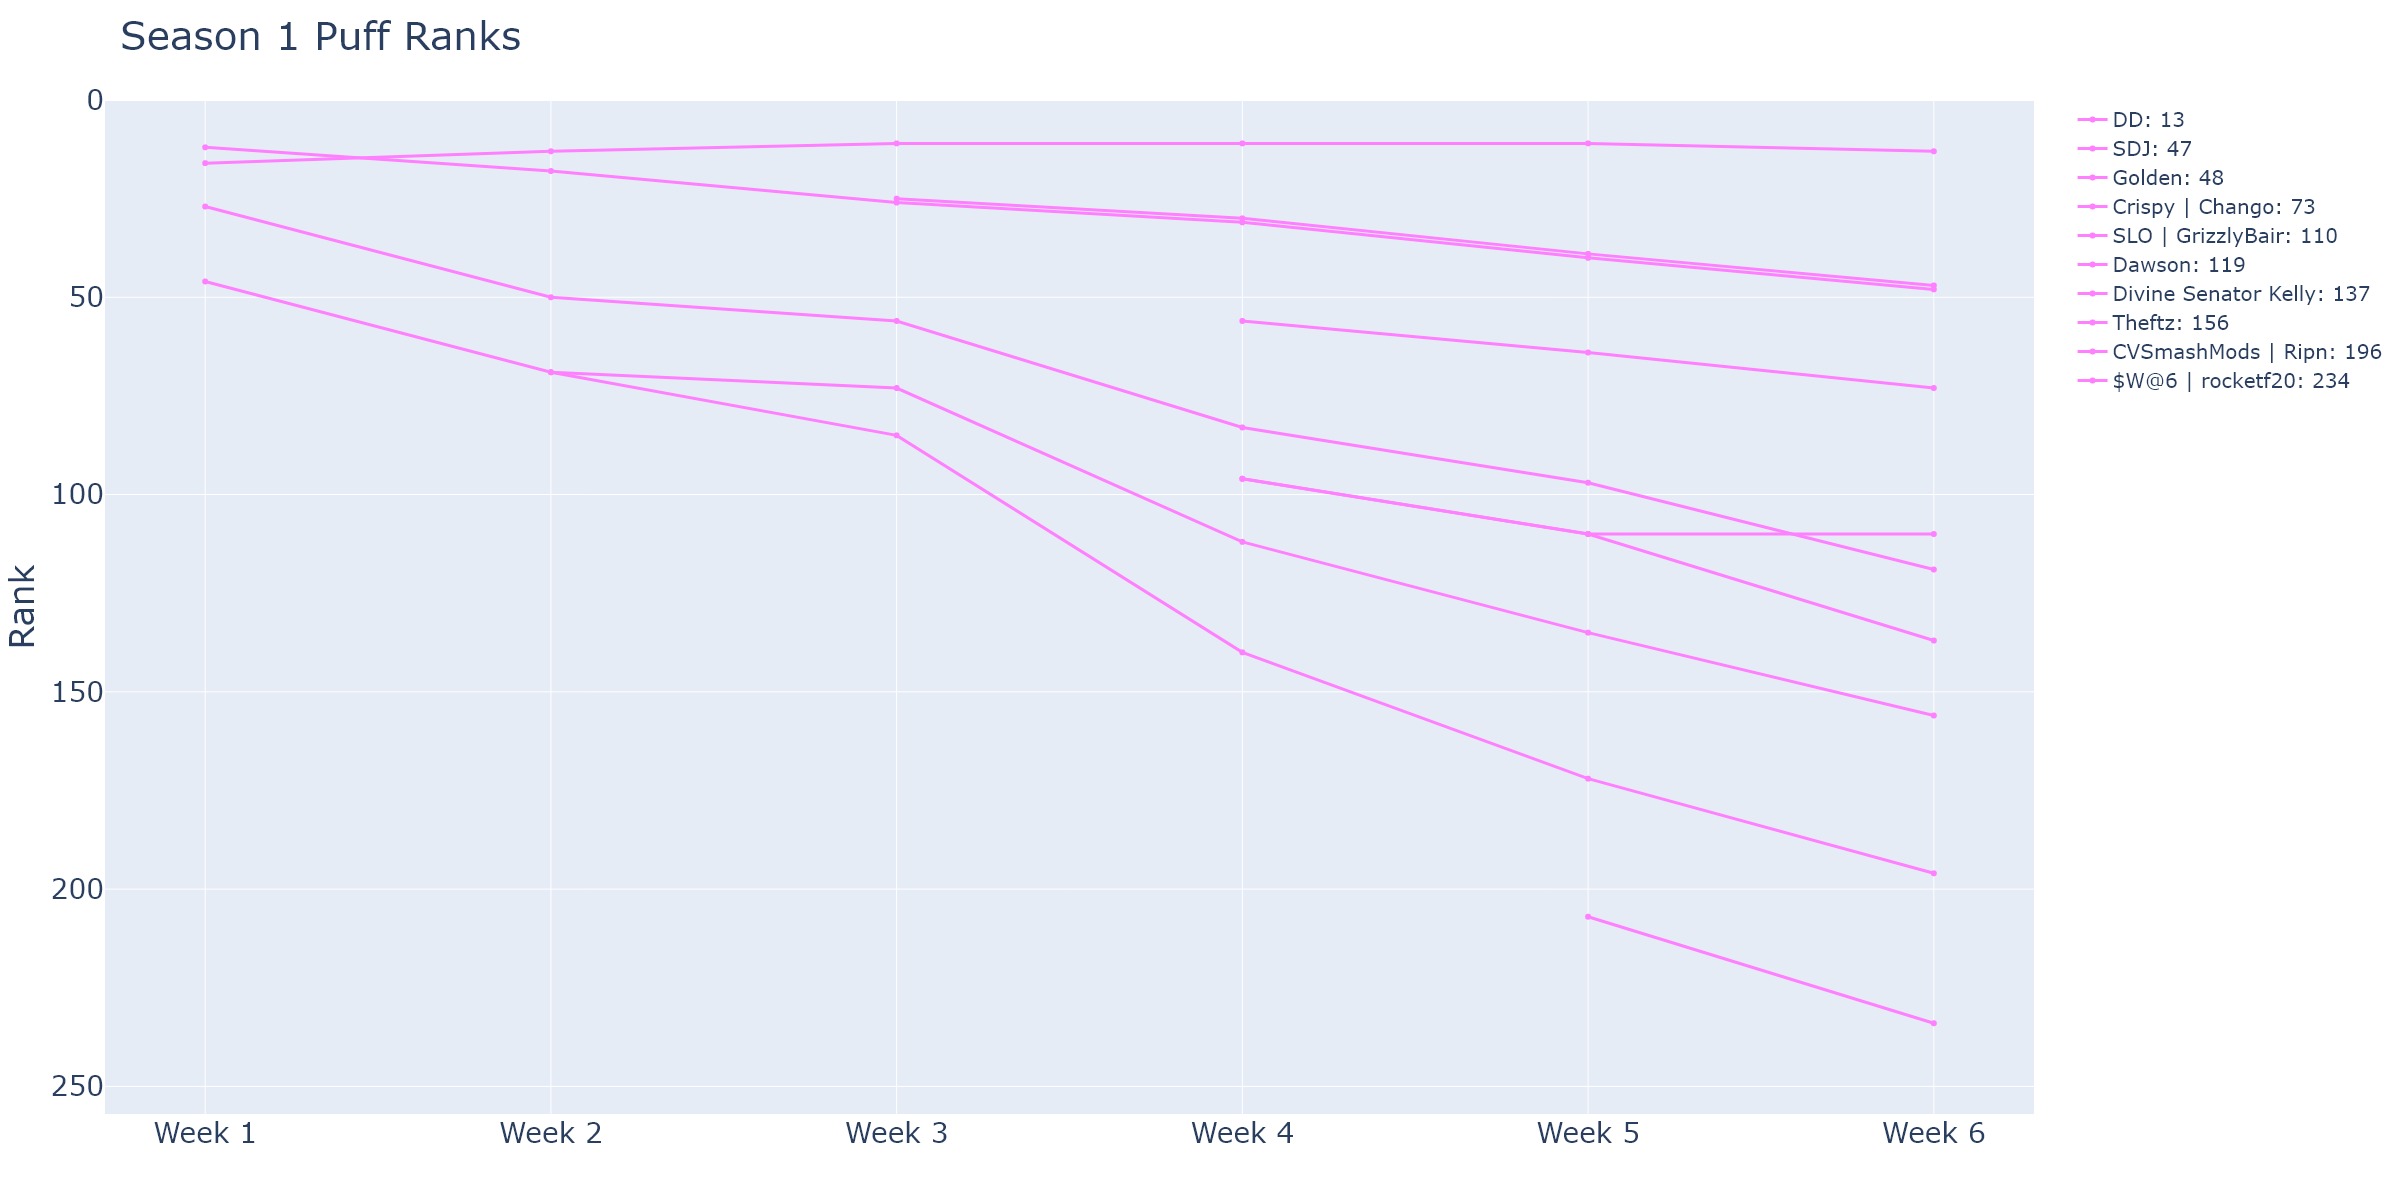 Season 1 Puff Ranks
Rank
0
50
100
150
200
250
Week 1
Week 2
Week 3
Week 4
Week 5
Week 6
DD: 13
SDJ: 47
Golden: 48
Crispy | Chango: 73
SLO | GrizzlyBair: 110
Dawson: 119
Divine Senator Kelly: 137
Theftz: 156
CVSmashMods | Ripn: 196
$W@6 | rocketf20: 234